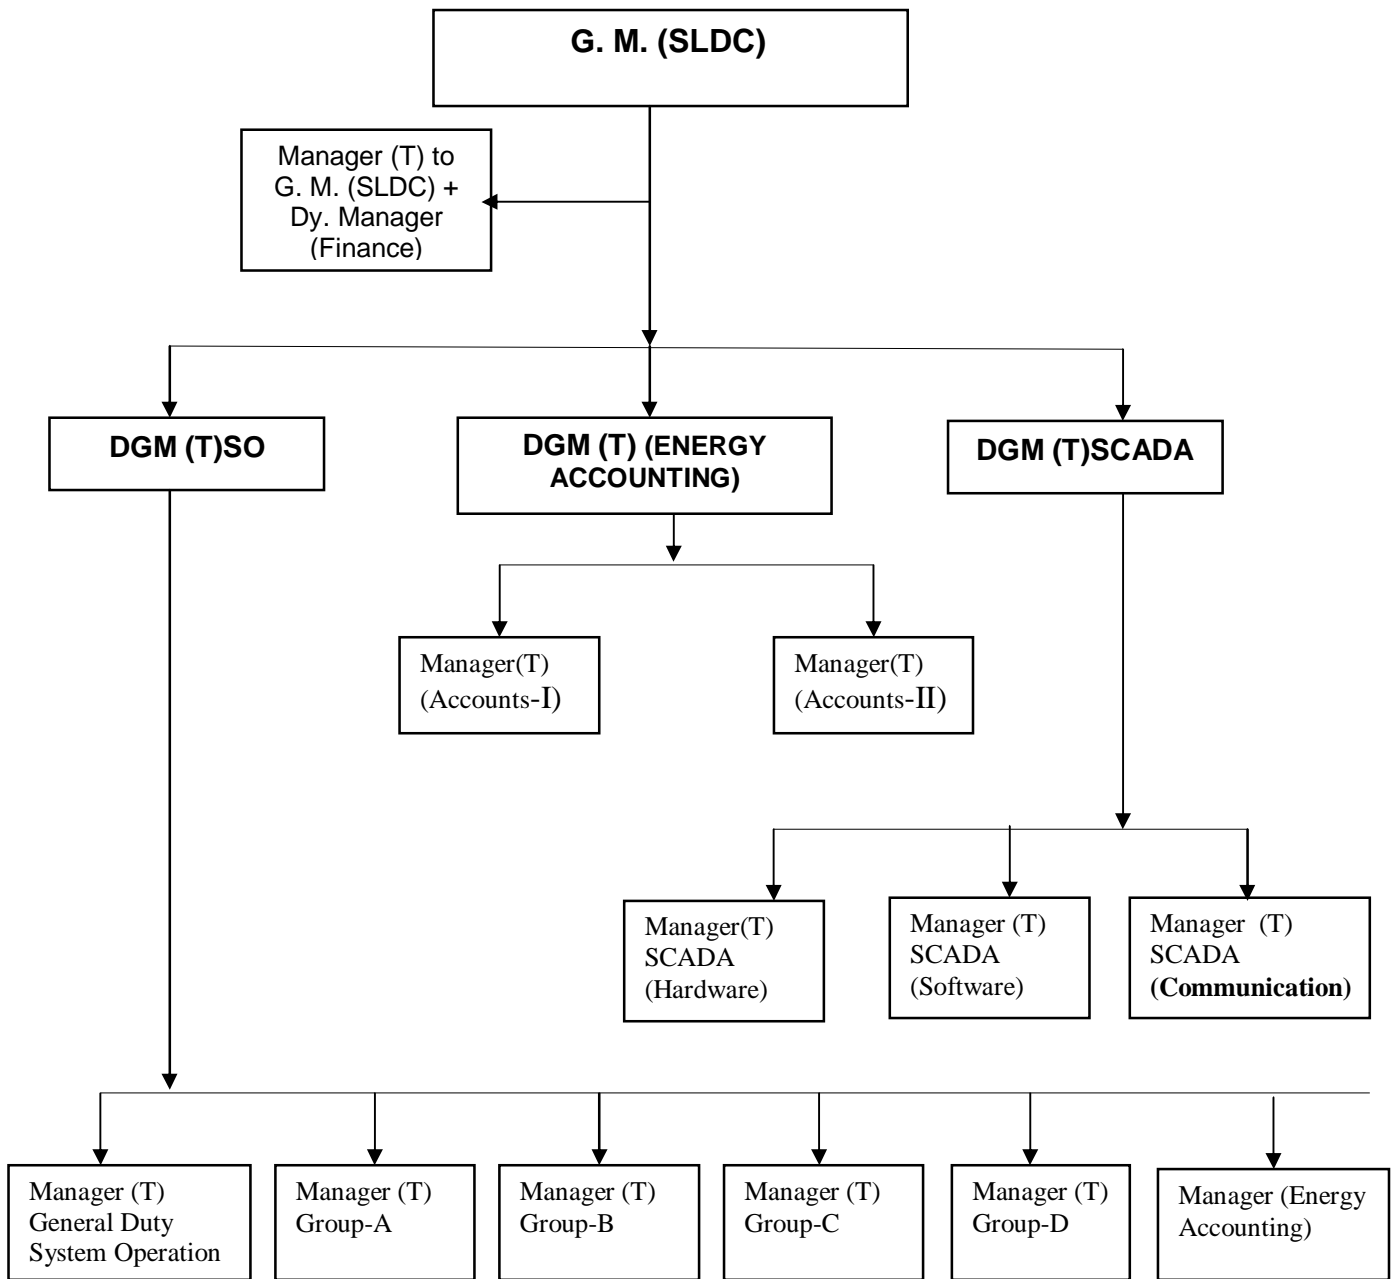 G. M. (SLDC)
Manager (T) to
G. M. (SLDC) +
Dy. Manager
(Finance)
DGM (T)SO
DGM (T) (ENERGY
ACCOUNTING)
DGM (T)SCADA
Manager(T)
(Accounts-I)
Manager(T)
(Accounts-II)
Manager(T)
SCADA
(Hardware)
Manager (T)
SCADA
(Software)
Manager (T)
SCADA
(Communication)
Manager (T)
General Duty
System Operation
Manager (T)
Group-A
Manager (T)
Group-B
Manager (T)
Group-C
Manager (T)
Group-D
Manager (Energy
Accounting)